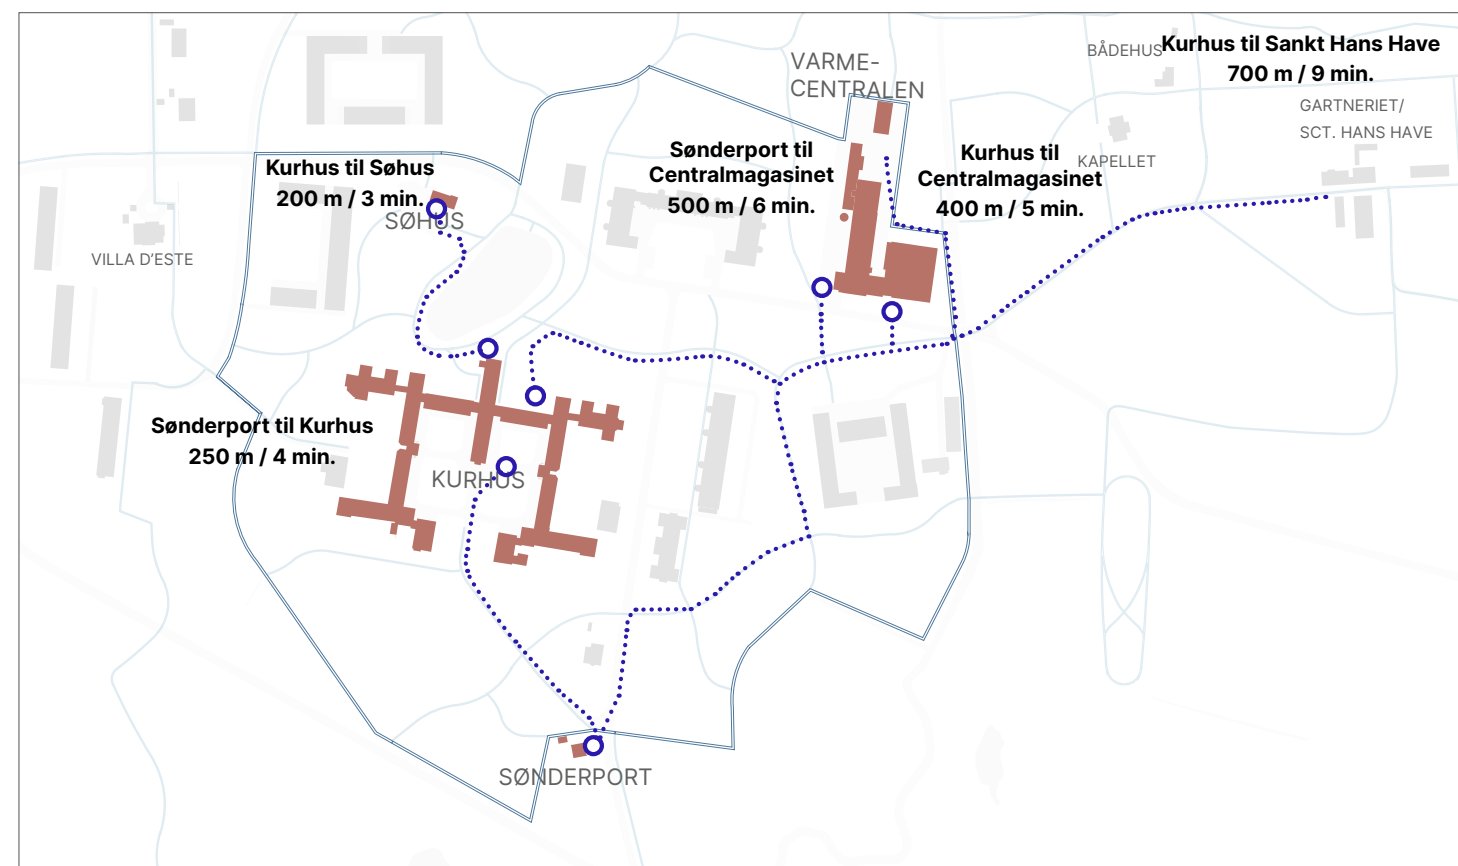 BÅDEHUS
Kurhus til Sankt Hans Have
700 m / 9 min.
VARME-
CENTRALEN
GARTNERIET/
SCT. HANS HAVE
Kurhus til Søhus
200 m / 3 min.
SØHUS
Sønderport til
Centralmagasinet
500 m / 6 min.
Kurhus til
Centralmagasinet
400 m / 5 min.
KAPELLET
VILLA D’ESTE
Sønderport til Kurhus
250 m / 4 min.
KURHUS
SØNDERPORT